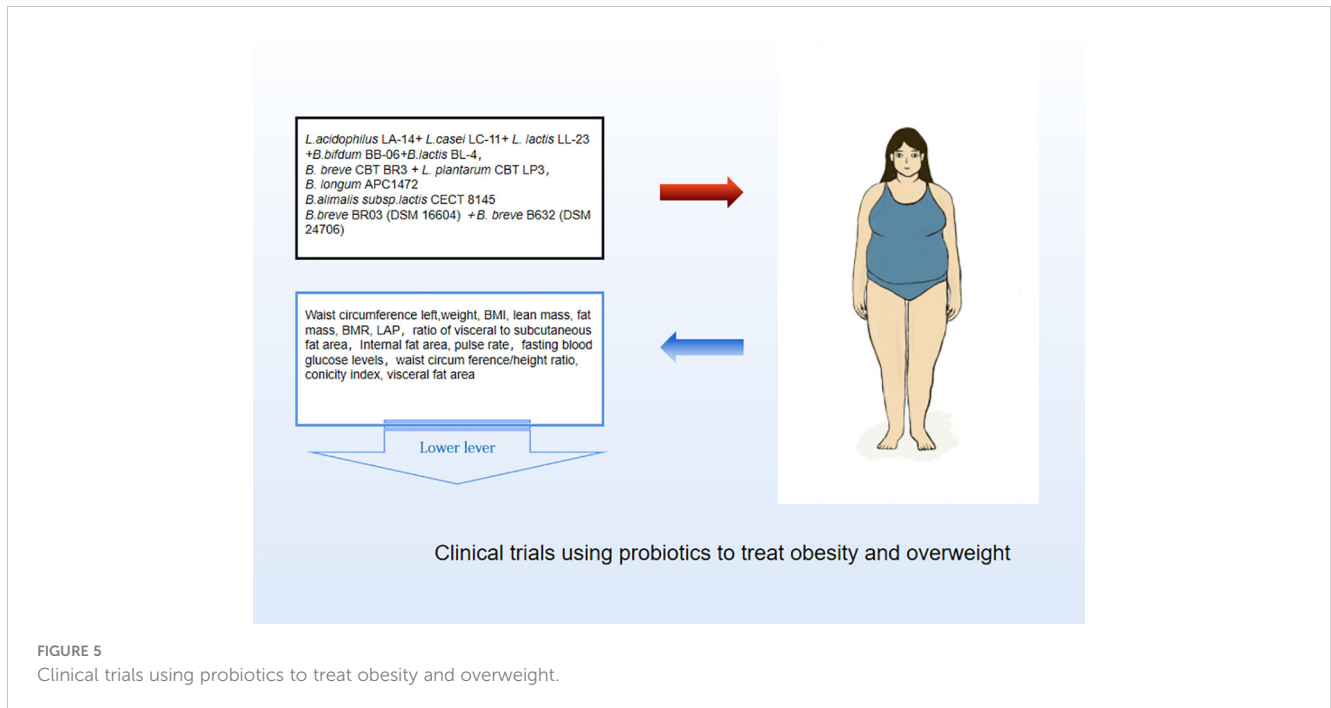 L.acidophilus LA-14+ L.casei LC-11+ L. lactis LL-23
+B.bifdum BB-06+B.lactis BL-4,
B. breve CBT BR3 + L. plantarum CBT LP3,
B. longum APC1472
B.alimalis subsp.lactis CECT 8145
B.breve BR03 (DSM 16604) +B. breve B632 (DSM
24706)
Waist circumference left,weight, BMI, lean mass, fat
mass, BMR, LAP, ratio of visceral to subcutaneous
fat area, Internal fat area, pulse rate, fasting blood
glucose levels, waist circum ference/height ratio,
conicity index, visceral fat area
Lower lever
Clinical trials using probiotics to treat obesity and overweight
FIGURE 5
Clinical trials using probiotics to treat obesity and overweight.